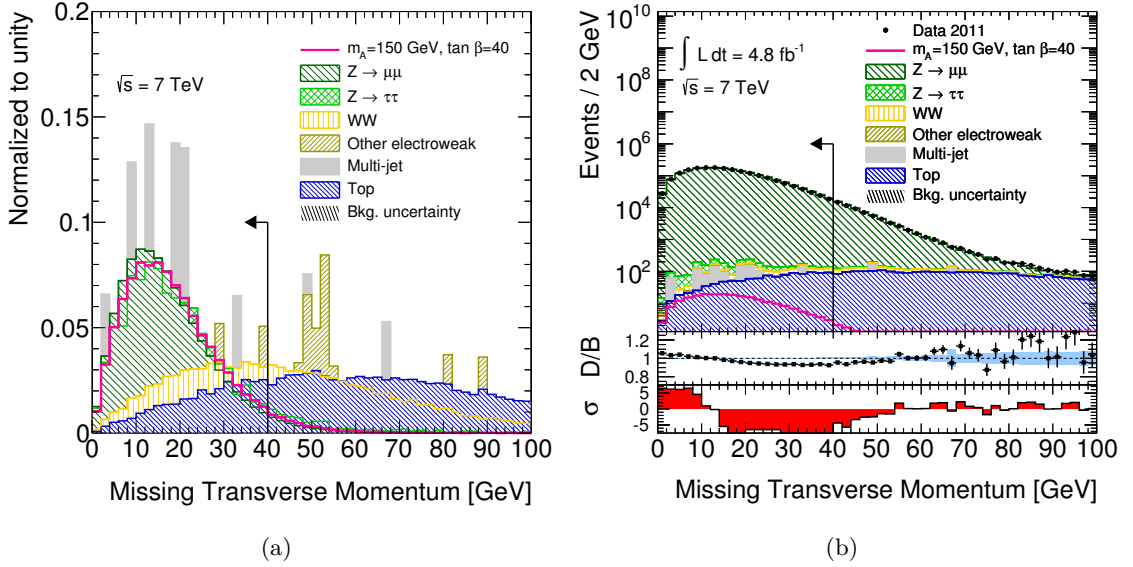 Normalized to unity
0.2
0.15
0.1
0.05
0
√s = 7 TeV
m_A=150 GeV, tan β=40
Z → μμ
Z → ττ
WW
Other electroweak
Multi-jet
Top
Bkg. uncertainty
0 10 20 30 40 50 60 70 80 90 100
Missing Transverse Momentum [GeV]
(a)
Events / 2 GeV
10^10
10^8
10^6
10^4
10^2
∫ L dt = 4.8 fb^-1
√s = 7 TeV
Data 2011
m_A=150 GeV, tan β=40
Z → μμ
Z → ττ
WW
Other electroweak
Multi-jet
Top
Bkg. uncertainty
D/B
1.2
1
0.8
σ
5
0
-5
0 10 20 30 40 50 60 70 80 90 100
Missing Transverse Momentum [GeV]
(b)